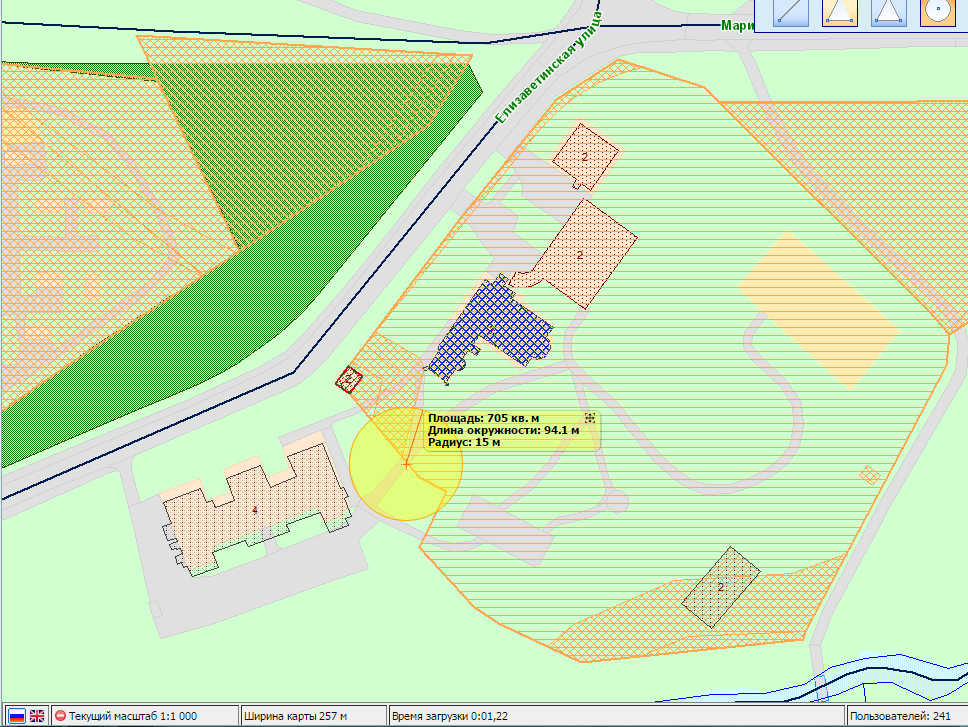 Мари
Елизаветинская улица
2
2
4
2
Площадь: 705 кв. м
Длина окружности: 94.1 м
Радиус: 15 м
Текущий масштаб 1:1 000
Ширина карты 257 м
Время загрузки 0:01,22
Пользователей: 241